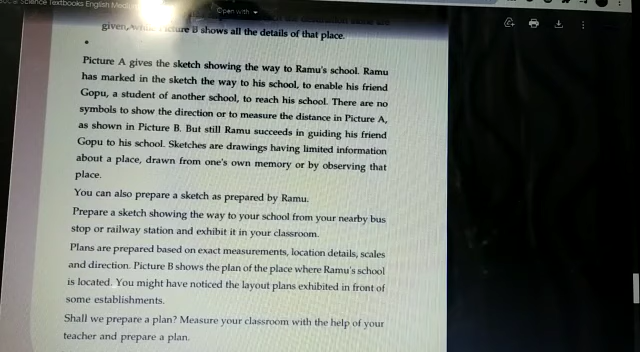 Science Textbooks English Medium
Open with
given, Picture B shows all the details of that place.
Picture A gives the sketch showing the way to Ramu's school. Ramu
has marked in the sketch the way to his school, to enable his friend
Gopu, a student of another school, to reach his school. There are no
symbols to show the direction or to measure the distance in Picture A,
as shown in Picture B. But still Ramu succeeds in guiding his friend
Gopu to his school. Sketches are drawings having limited information
about a place, drawn from one's own memory or by observing that
place.
You can also prepare a sketch as prepared by Ramu.
Prepare a sketch showing the way to your school from your nearby bus
stop or railway station and exhibit it in your classroom.
Plans are prepared based on exact measurements, location details, scales
and direction. Picture B shows the plan of the place where Ramu's school
is located. You might have noticed the layout plans exhibited in front of
some establishments.
Shall we prepare a plan? Measure your classroom with the help of your
teacher and prepare a plan.